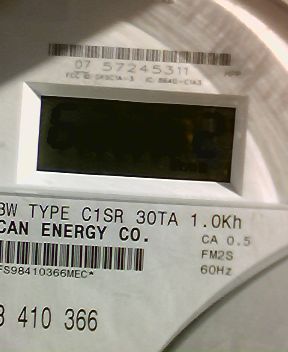 07 57245311
3W TYPE C1SR 30TA 1.0Kh
CAN ENERGY CO.
CA 0.5
FM2S
60Hz
FS98410366MEC*
410 366